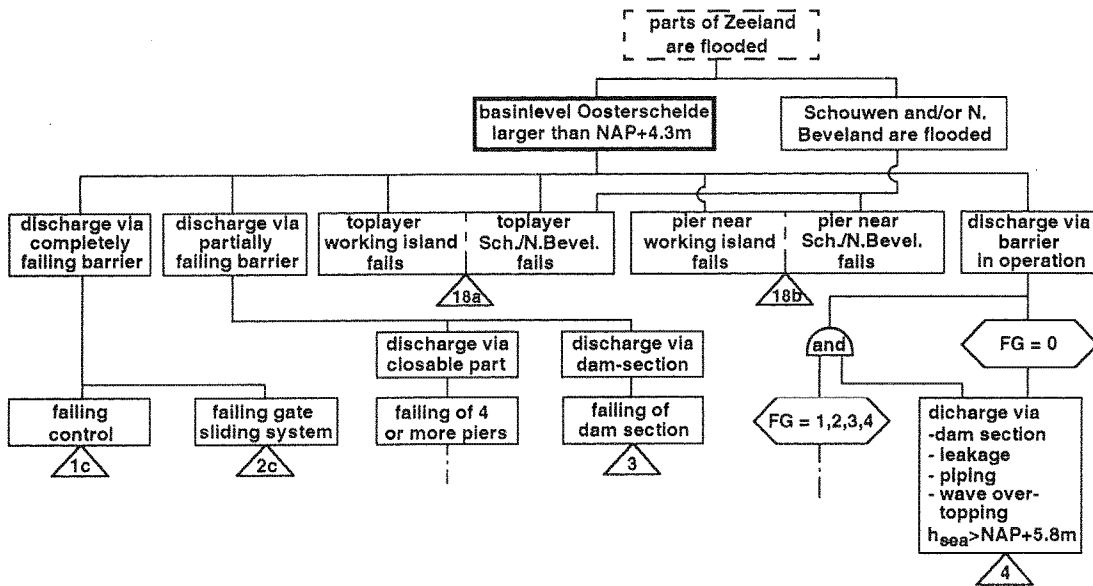 parts of Zeeland
are flooded
basinlevel Oosterschelde
larger than NAP+4.3m
Schouwen and/or N.
Beveland are flooded
discharge via
completely
failing barrier
discharge via
partially
failing barrier
toplayer
working island
fails
toplayer
Sch./N.Bevel.
fails
pier near
working island
fails
pier near
Sch./N.Bevel.
fails
discharge via
barrier
in operation
18a
18b
discharge via
closable part
discharge via
dam-section
and
FG = 0
failing
control
failing gate
sliding system
failing of 4
or more piers
failing of
dam section
FG = 1,2,3,4
dicharge via
-dam section
- leakage
- piping
- wave over-
topping
hsea>NAP+5.8m
1c
2c
3
4